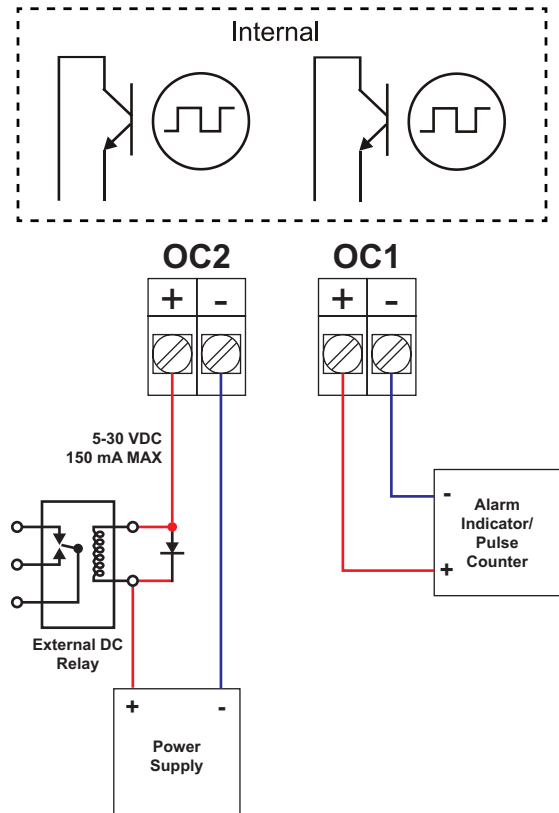 Internal
OC2
OC1
+ -
+ -
5-30 VDC
150 mA MAX
-
Alarm
Indicator/
Pulse
Counter
+
External DC
Relay
+ -
Power
Supply